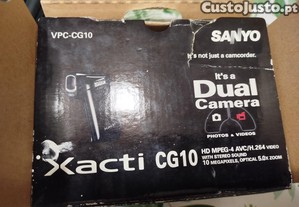 CustoJusto.pt
VPC-CG10
SANYO
It's not just a camcorder.
It's a
Dual
Camera
PHOTOS & VIDEOS
Xacti CG10
HD MPEG-4 AVC/H.264 VIDEO
WITH STEREO SOUND
10 MEGAPIXELS, OPTICAL 5.0x ZOOM